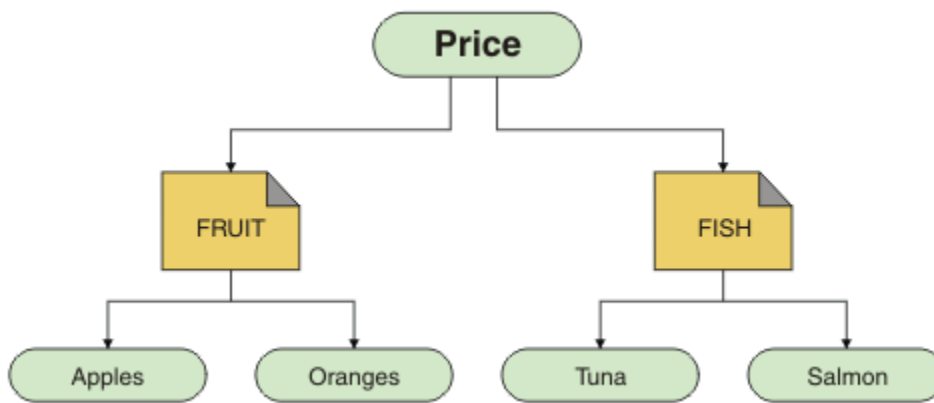 Price
FRUIT
FISH
Apples
Oranges
Tuna
Salmon